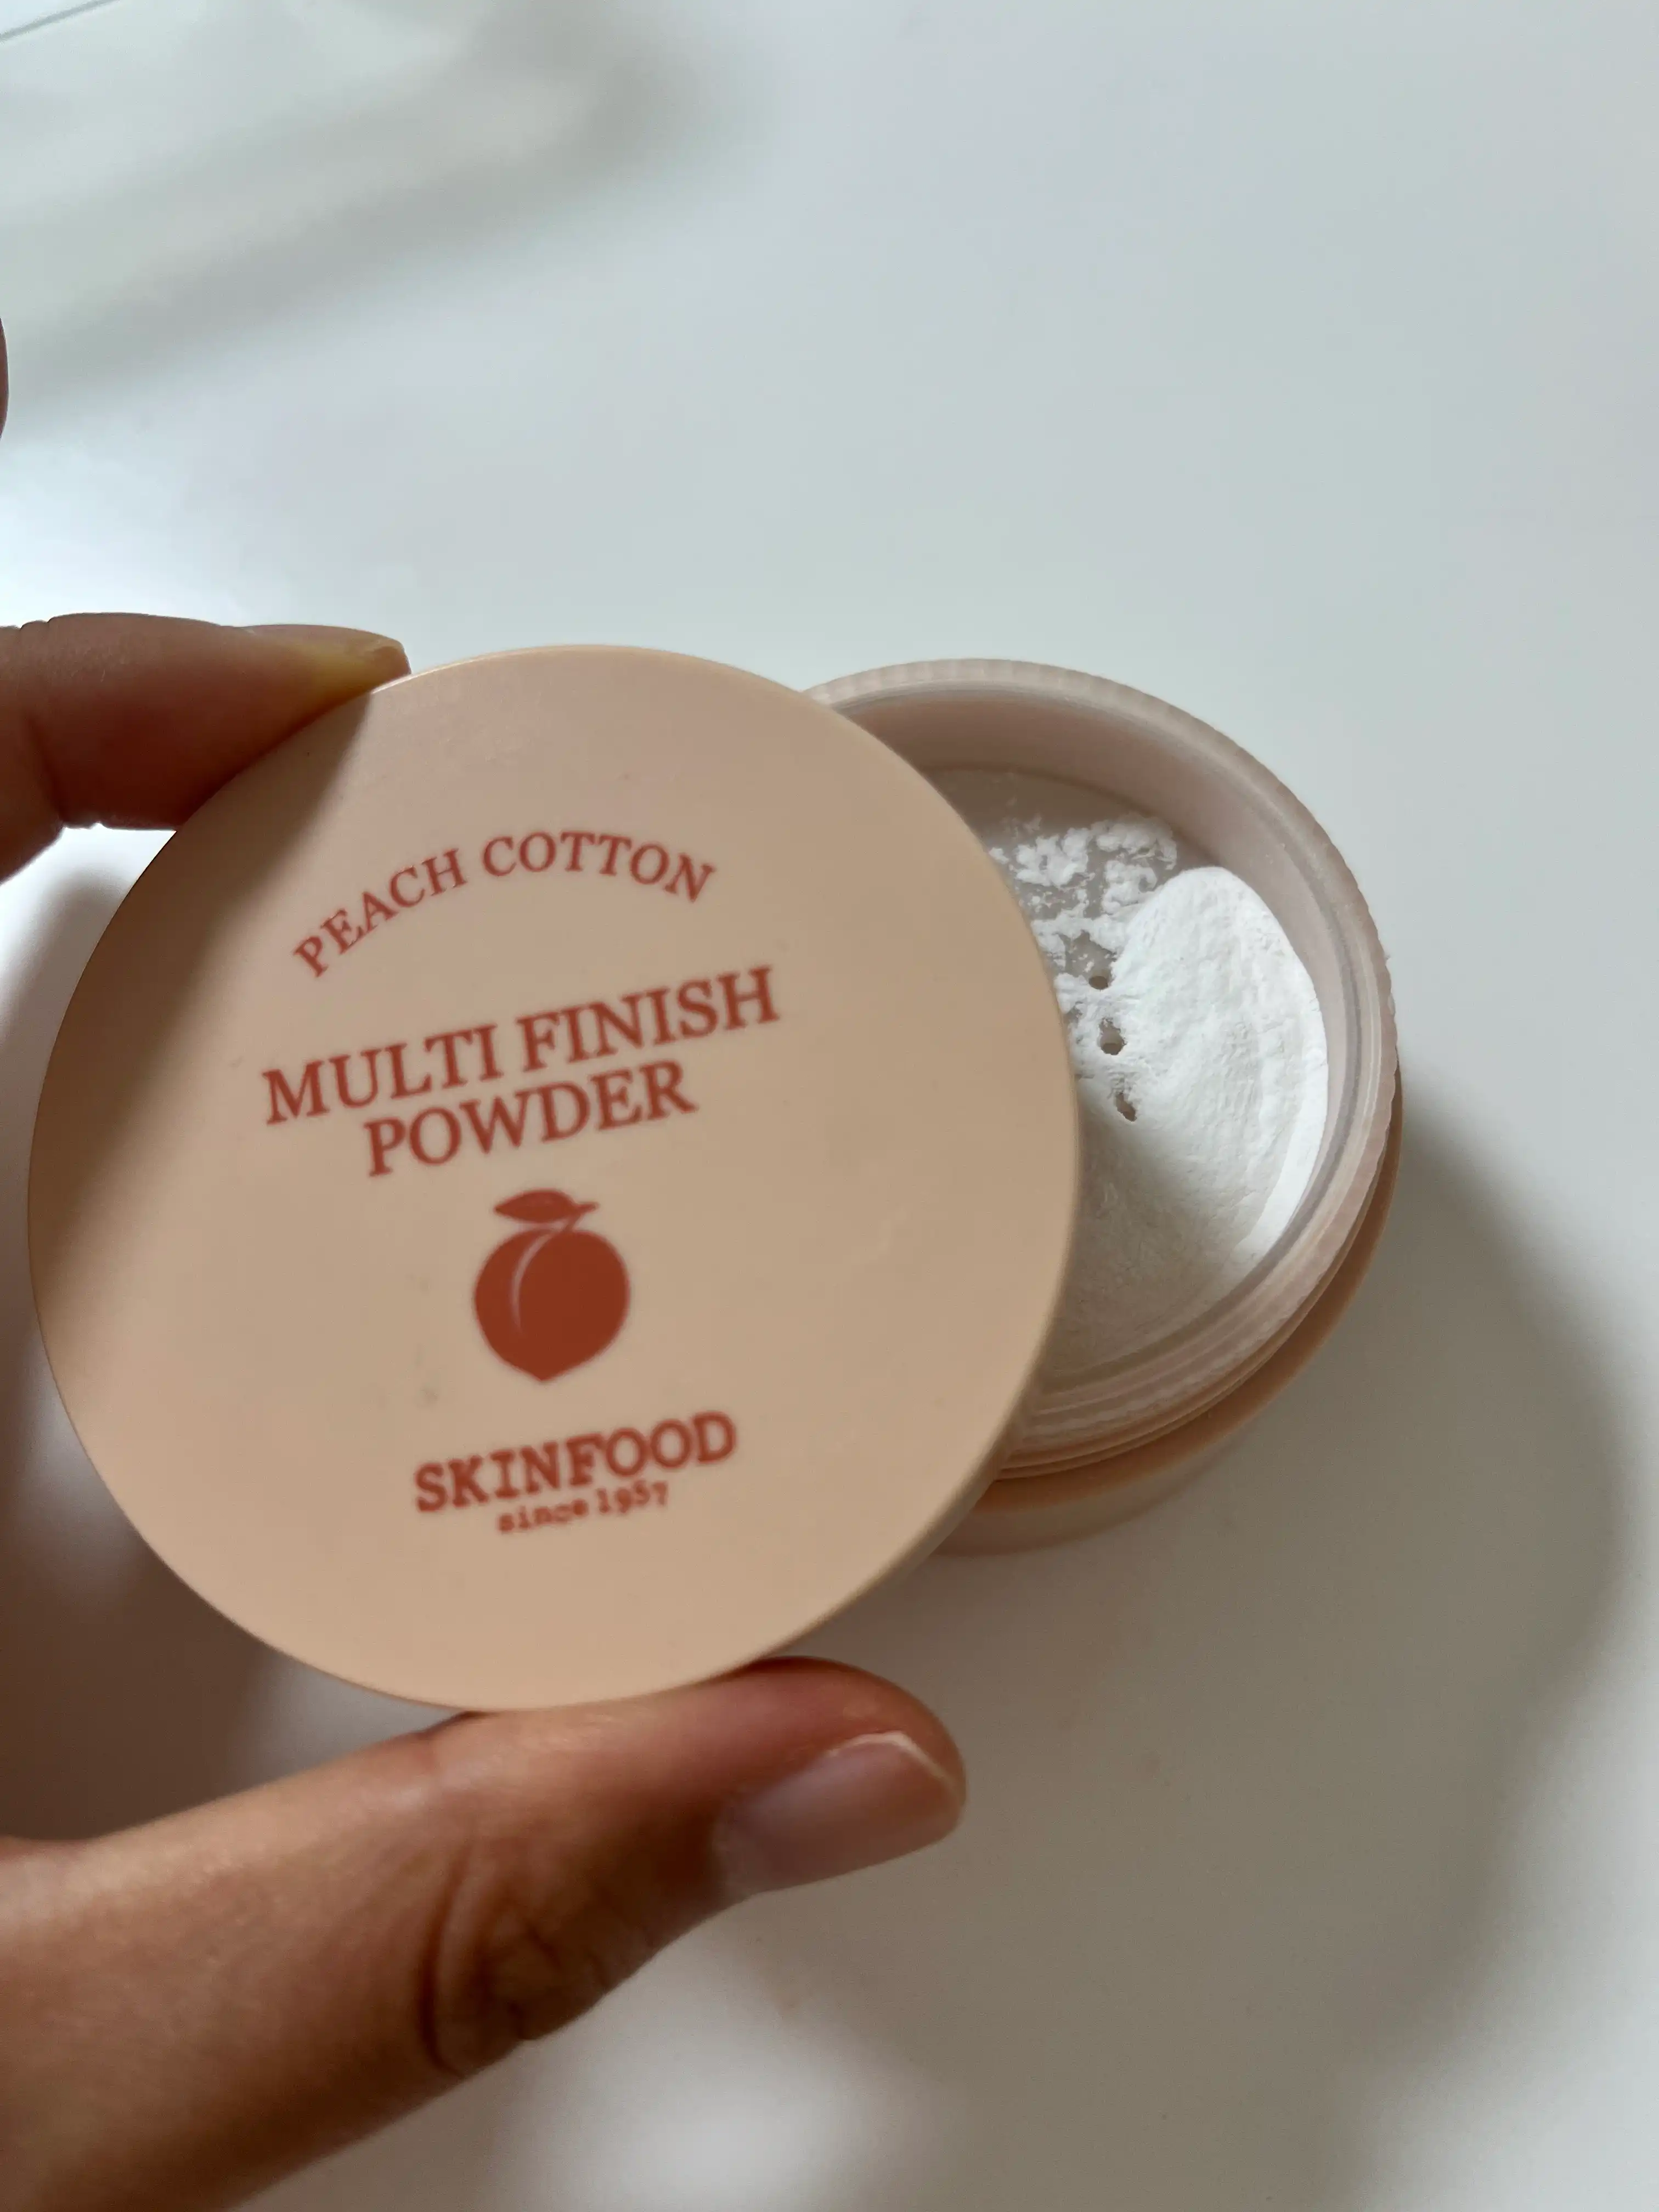 PEACH COTTON
MULTI FINISH
POWDER
SKINFOOD
since 1957